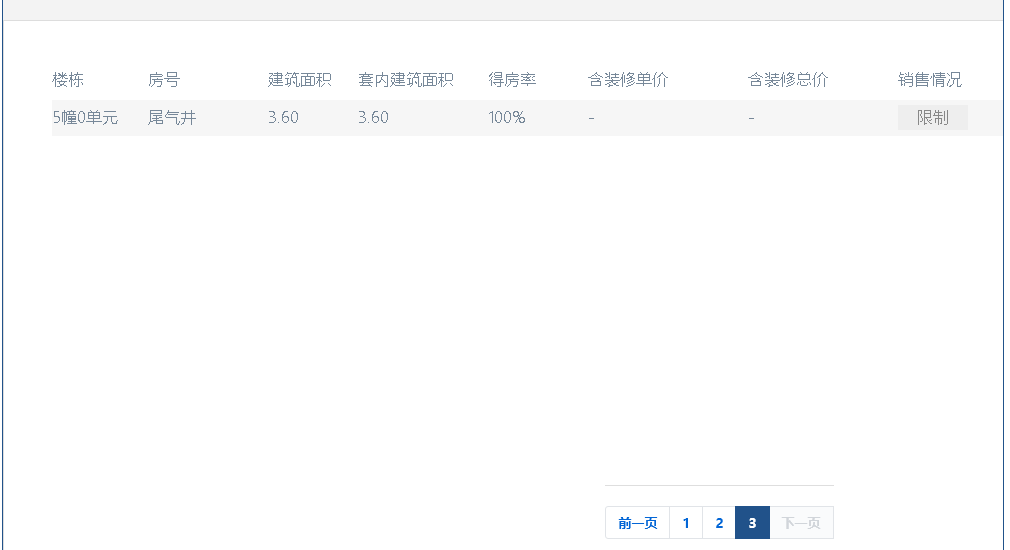 楼栋 房号 建筑面积 套内建筑面积 得房率 含装修单价 含装修总价 销售情况
5幢0单元 尾气井 3.60 3.60 100% - - 限制
前一页 1 2 3 下一页